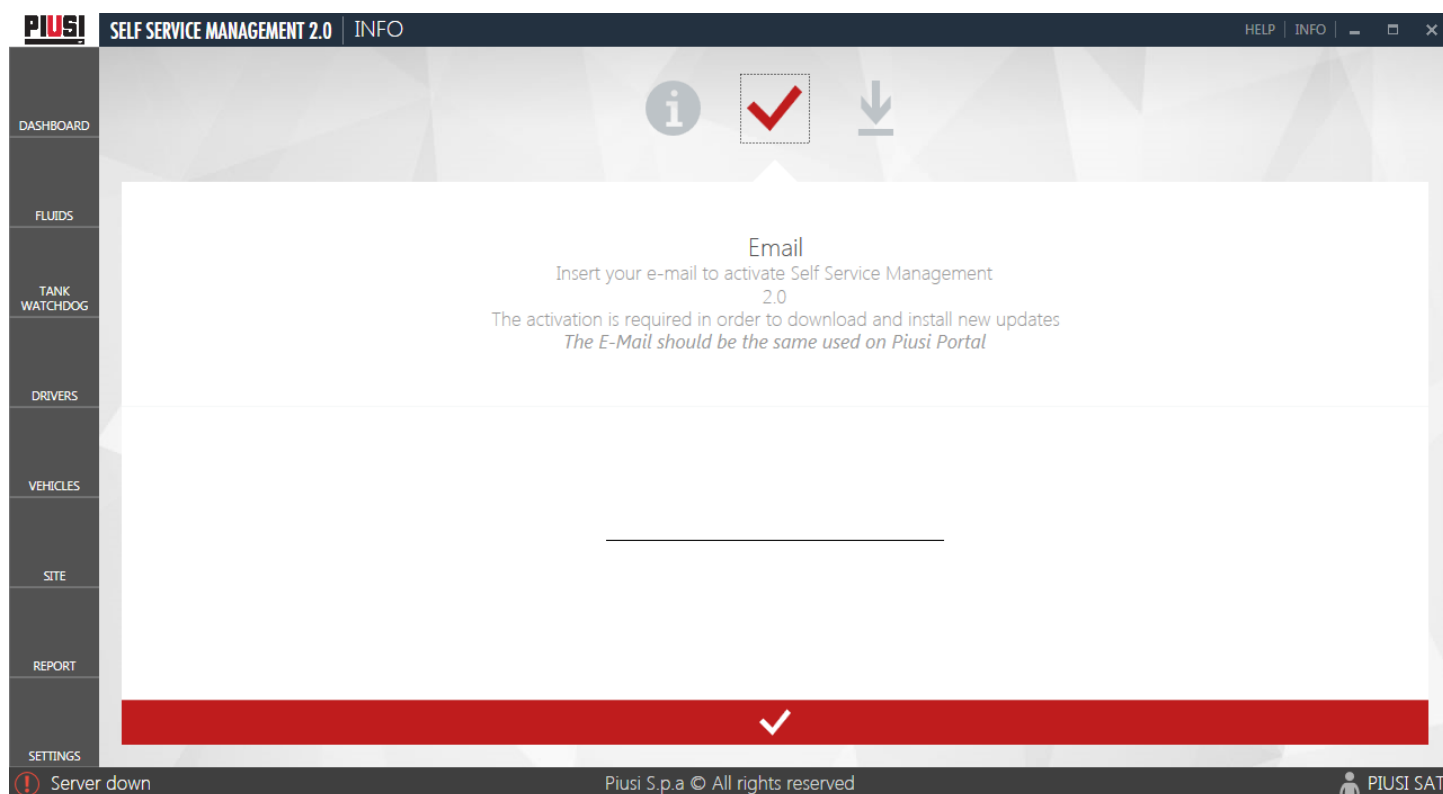 PIUSI
SELF SERVICE MANAGEMENT 2.0 | INFO
HELP | INFO |
DASHBOARD
FLUIDS
TANK
WATCHDOG
DRIVERS
VEHICLES
SITE
REPORT
SETTINGS
Email
Insert your e-mail to activate Self Service Management
2.0
The activation is required in order to download and install new updates
The E-Mail should be the same used on Piusi Portal
Server down
Piusi S.p.a © All rights reserved
PIUSI SAT